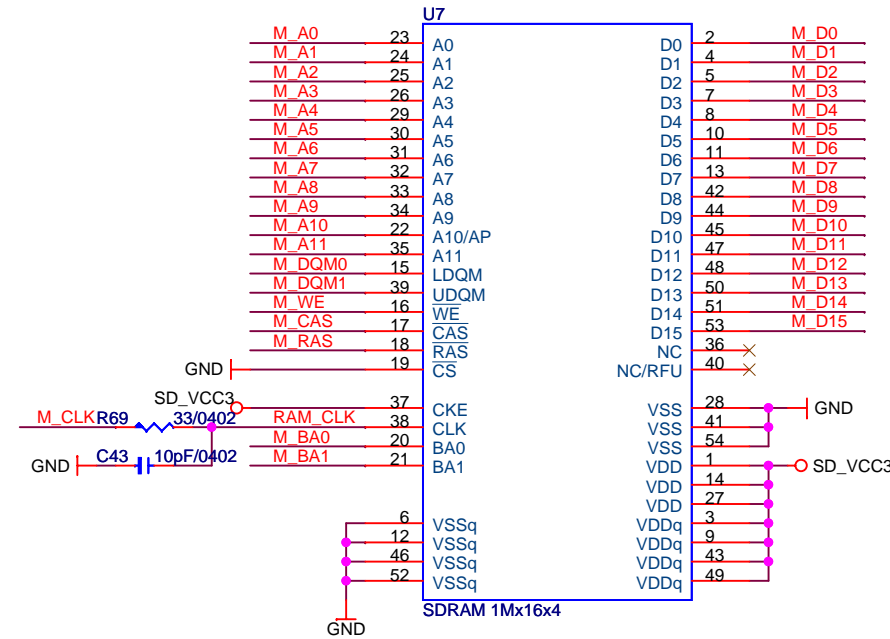 U7
M_A0 23 A0 D0 2 M_D0
M_A1 24 A1 D1 4 M_D1
M_A2 25 A2 D2 5 M_D2
M_A3 26 A3 D3 7 M_D3
M_A4 29 A4 D4 8 M_D4
M_A5 30 A5 D5 10 M_D5
M_A6 31 A6 D6 11 M_D6
M_A7 32 A7 D7 13 M_D7
M_A8 33 A8 D8 42 M_D8
M_A9 34 A9 D9 44 M_D9
M_A10 22 A10/AP D10 45 M_D10
M_A11 35 A11 D11 47 M_D11
M_DQM0 15 LDQM D12 48 M_D12
M_DQM1 39 UDQM D13 50 M_D13
M_WE 16 WE D14 51 M_D14
M_CAS 17 CAS D15 53 M_D15
M_RAS 18 RAS NC 36
GND 19 CS NC/RFU 40
SD_VCC3 37 CKE VSS 28 GND
M_CLK R69 33/0402 RAM_CLK 38 CLK VSS 41
M_BA0 20 BA0 VSS 54
GND C43 10pF/0402 M_BA1 21 BA1 VDD 1 SD_VCC3
VDD 14
VDD 27
6 VSSq VDDq 3
12 VSSq VDDq 9
46 VSSq VDDq 43
52 VSSq VDDq 49
GND
SDRAM 1Mx16x4